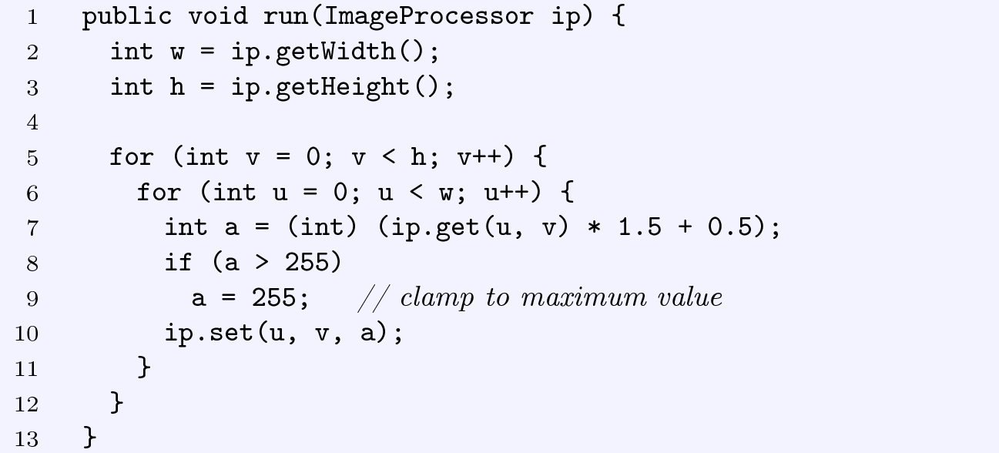 1 public void run(ImageProcessor ip) {
2 int w = ip.getWidth();
3 int h = ip.getHeight();
4
5 for (int v = 0; v < h; v++) {
6 for (int u = 0; u < w; u++) {
7 int a = (int) (ip.get(u, v) * 1.5 + 0.5);
8 if (a > 255)
9 a = 255; // clamp to maximum value
10 ip.set(u, v, a);
11 }
12 }
13 }